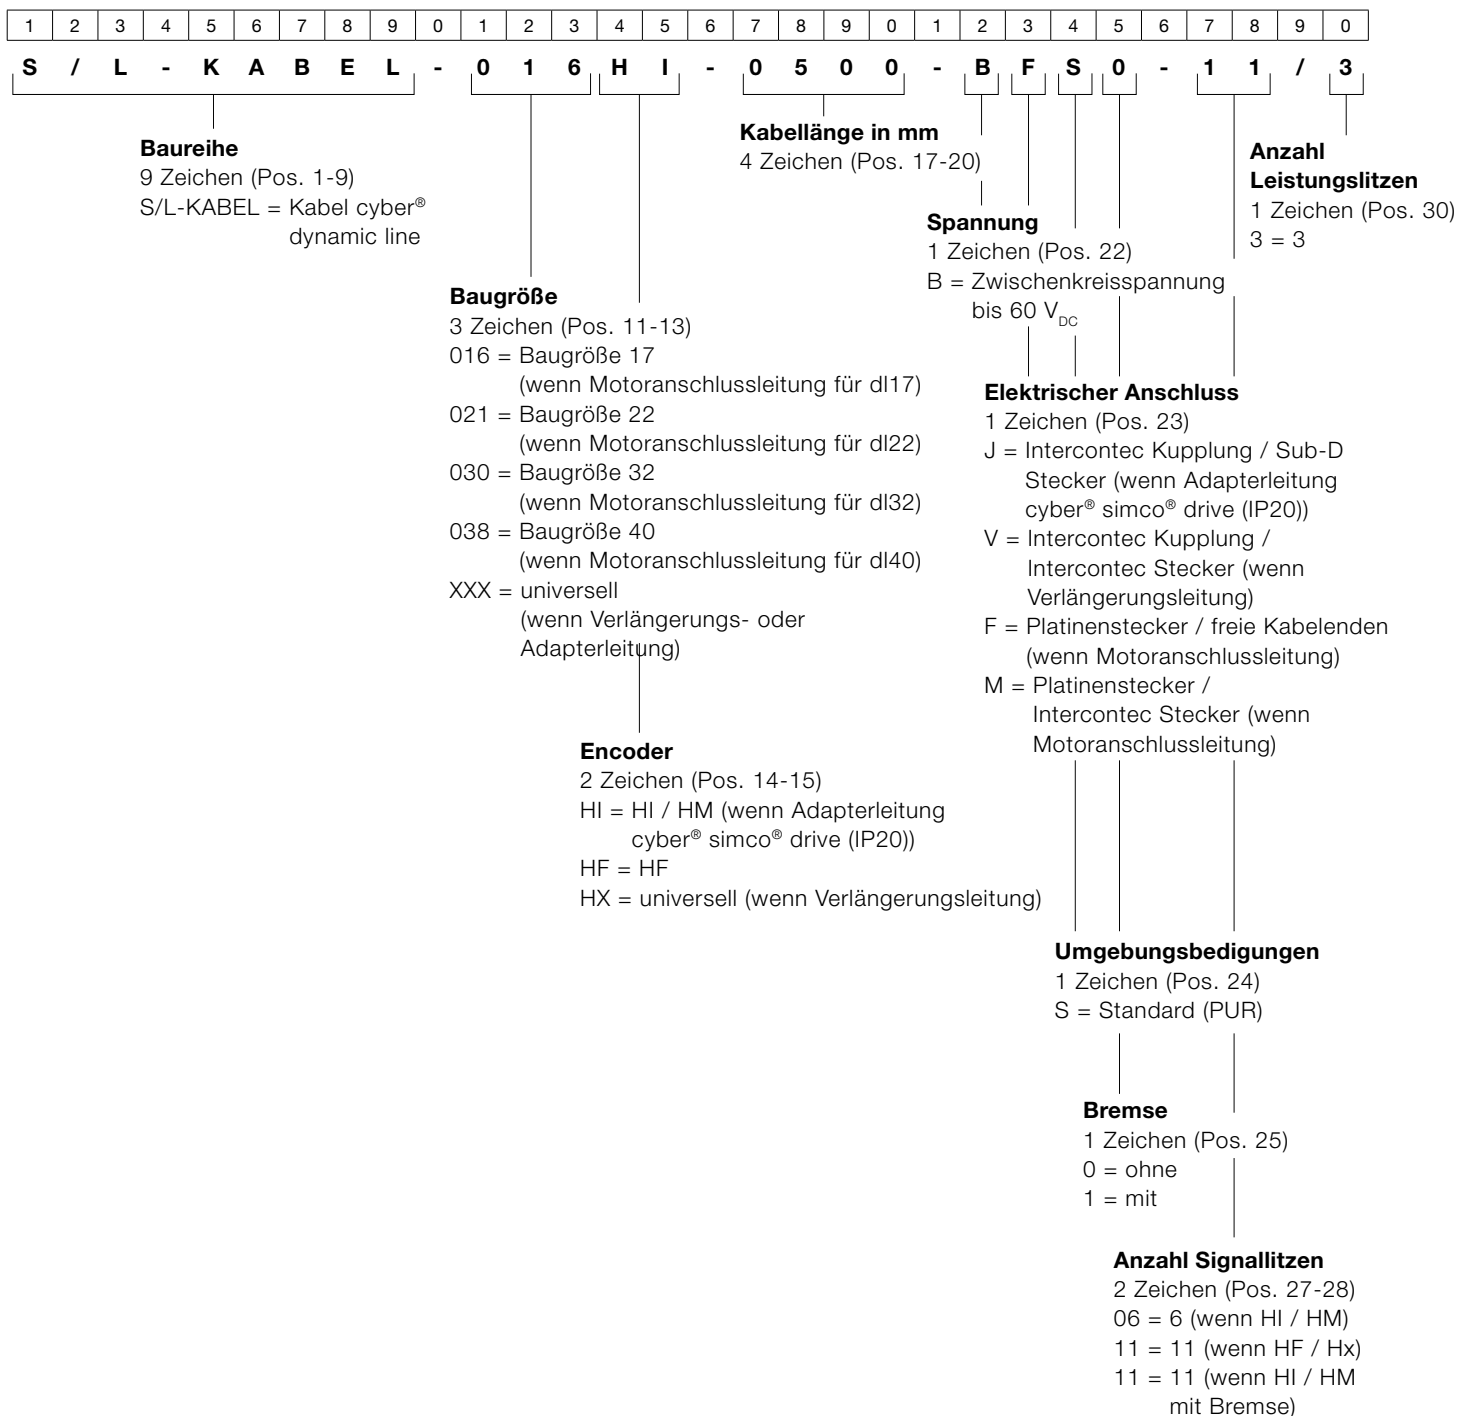 1 2 3 4 5 6 7 8 9 0 1 2 3 4 5 6 7 8 9 0 1 2 3 4 5 6 7 8 9 0
S / L - K A B E L - 0 1 6 H I - 0 5 0 0 - B F S 0 - 1 1 / 3
Baureihe
9 Zeichen (Pos. 1-9)
S/L-KABEL = Kabel cyber®
dynamic line
Kabellänge in mm
4 Zeichen (Pos. 17-20)
Anzahl
Leistungslitzen
1 Zeichen (Pos. 30)
3 = 3
Spannung
1 Zeichen (Pos. 22)
B = Zwischenkreisspannung
bis 60 VDC
Baugröße
3 Zeichen (Pos. 11-13)
016 = Baugröße 17
(wenn Motoranschlussleitung für dl17)
021 = Baugröße 22
(wenn Motoranschlussleitung für dl22)
030 = Baugröße 32
(wenn Motoranschlussleitung für dl32)
038 = Baugröße 40
(wenn Motoranschlussleitung für dl40)
XXX = universell
(wenn Verlängerungs- oder
Adapterleitung)
Elektrischer Anschluss
1 Zeichen (Pos. 23)
J = Intercontec Kupplung / Sub-D
Stecker (wenn Adapterleitung
cyber® simco® drive (IP20))
V = Intercontec Kupplung /
Intercontec Stecker (wenn
Verlängerungsleitung)
F = Platinenstecker / freie Kabelenden
(wenn Motoranschlussleitung)
M = Platinenstecker /
Intercontec Stecker (wenn
Motoranschlussleitung)
Encoder
2 Zeichen (Pos. 14-15)
HI = HI / HM (wenn Adapterleitung
cyber® simco® drive (IP20))
HF = HF
HX = universell (wenn Verlängerungsleitung)
Umgebungsbedigungen
1 Zeichen (Pos. 24)
S = Standard (PUR)
Bremse
1 Zeichen (Pos. 25)
0 = ohne
1 = mit
Anzahl Signallitzen
2 Zeichen (Pos. 27-28)
06 = 6 (wenn HI / HM)
11 = 11 (wenn HF / Hx)
11 = 11 (wenn HI / HM
mit Bremse)